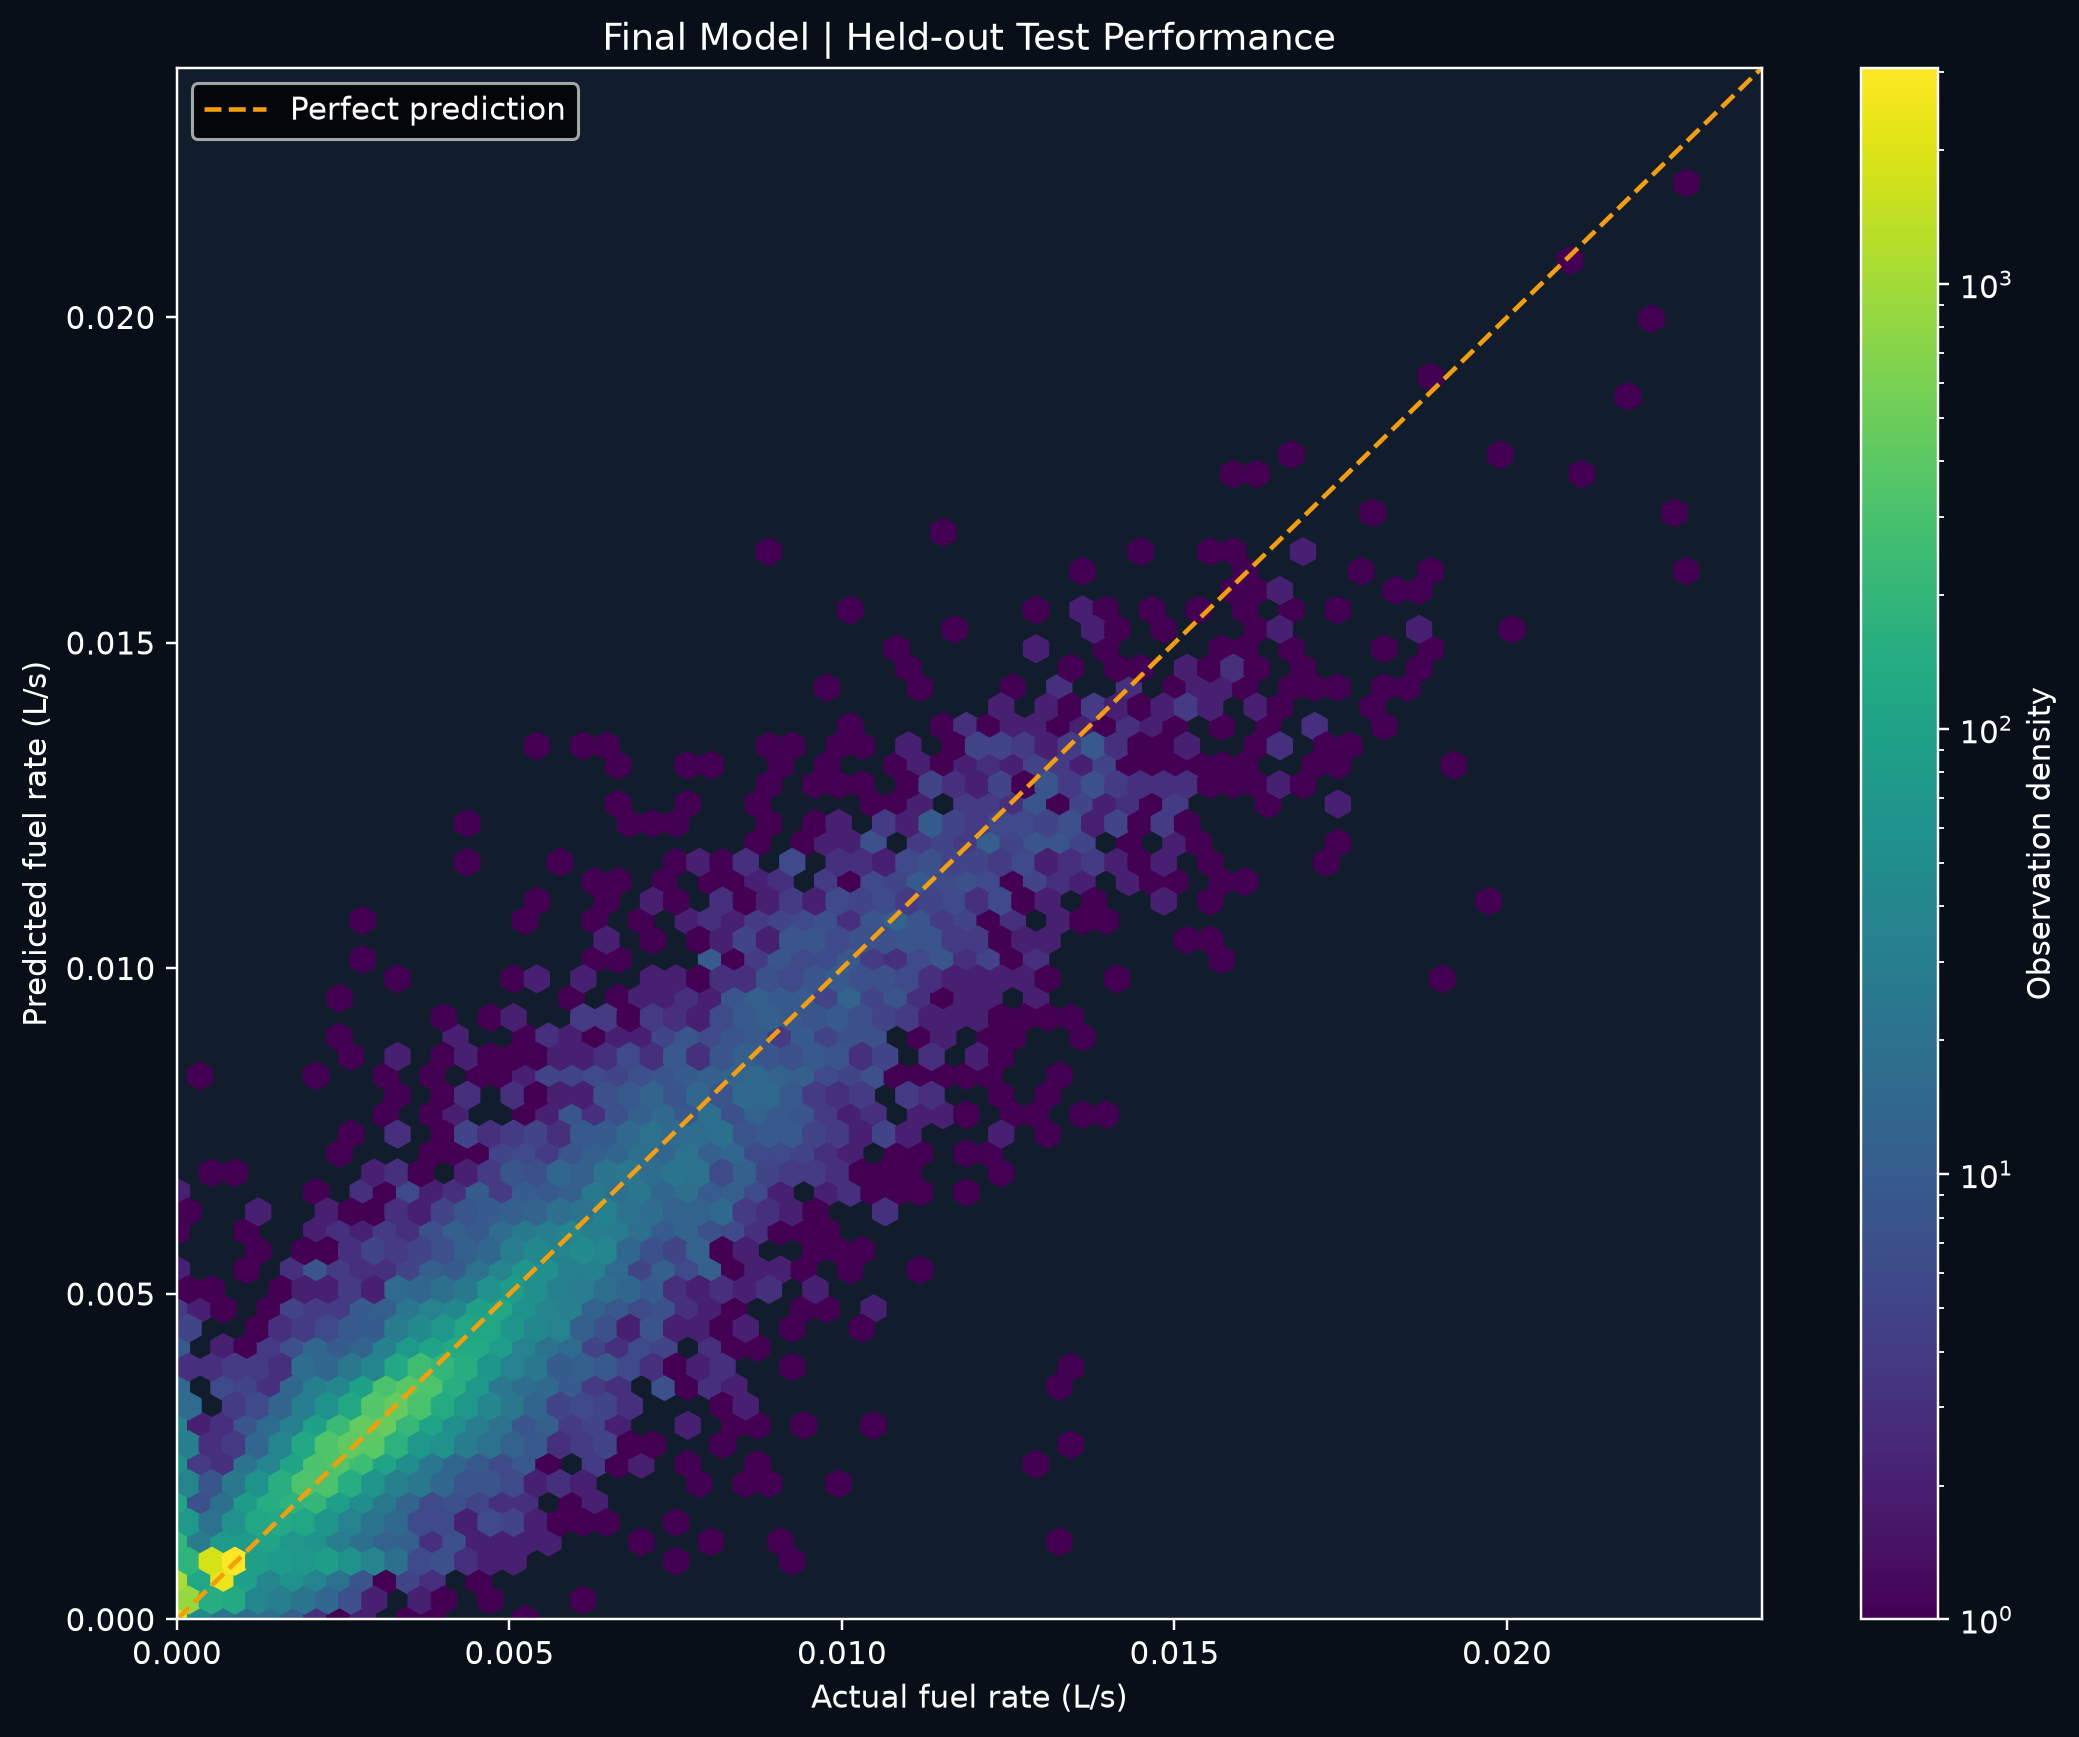 Final Model | Held-out Test Performance
Perfect prediction
Predicted fuel rate (L/s)
0.020
0.015
0.010
0.005
0.000
0.000 0.005 0.010 0.015 0.020
Actual fuel rate (L/s)
10³
10²
10¹
10⁰
Observation density